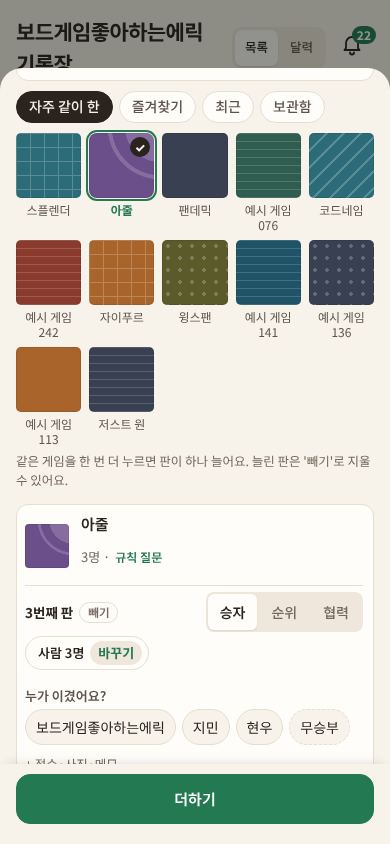 보드게임좋아하는에릭
기록장
목록 달력
22
자주 같이 한 즐겨찾기 최근 보관함
스플렌더 아줄 팬데믹 예시 게임 076 코드네임
예시 게임 242 자이푸르 윙스팬 예시 게임 141 예시 게임 136
예시 게임 113 저스트 원
같은 게임을 한 번 더 누르면 판이 하나 늘어요. 늘린 판은 '빼기'로 지울
수 있어요.
아줄
3명 · 규칙 질문
3번째 판 빼기 승자 순위 협력
사람 3명 바꾸기
누가 이겼어요?
보드게임좋아하는에릭 지민 현우 무승부
더하기